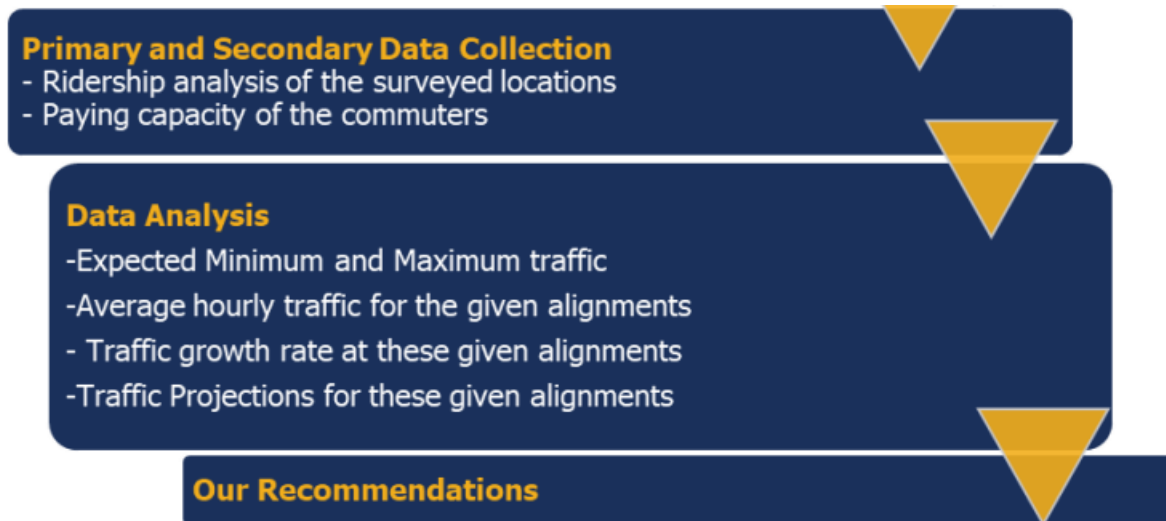 Primary and Secondary Data Collection
- Ridership analysis of the surveyed locations
- Paying capacity of the commuters
Data Analysis
-Expected Minimum and Maximum traffic
-Average hourly traffic for the given alignments
- Traffic growth rate at these given alignments
-Traffic Projections for these given alignments
Our Recommendations